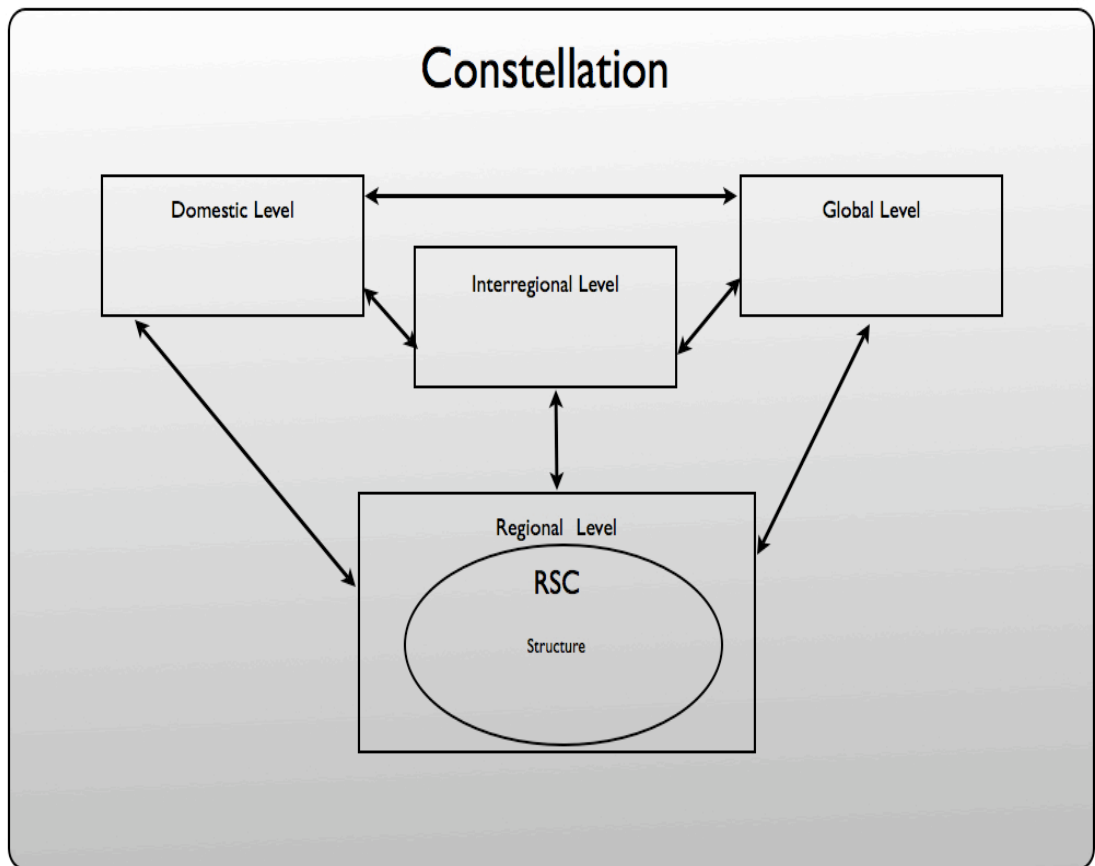 Constellation
Domestic Level
Global Level
Interregional Level
Regional Level
RSC
Structure